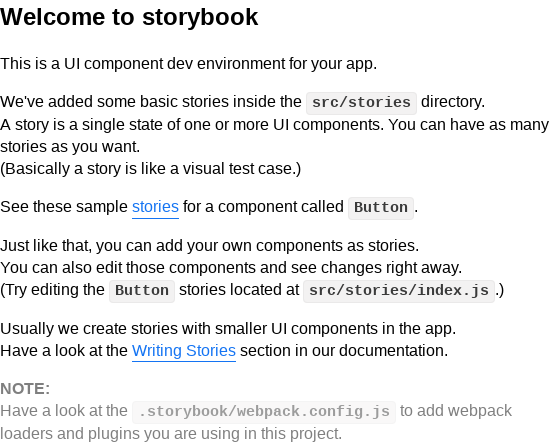 Welcome to storybook
This is a UI component dev environment for your app.
We've added some basic stories inside the src/stories directory.
A story is a single state of one or more UI components. You can have as many
stories as you want.
(Basically a story is like a visual test case.)
See these sample stories for a component called Button.
Just like that, you can add your own components as stories.
You can also edit those components and see changes right away.
(Try editing the Button stories located at src/stories/index.js.)
Usually we create stories with smaller UI components in the app.
Have a look at the Writing Stories section in our documentation.
NOTE:
Have a look at the .storybook/webpack.config.js to add webpack
loaders and plugins you are using in this project.